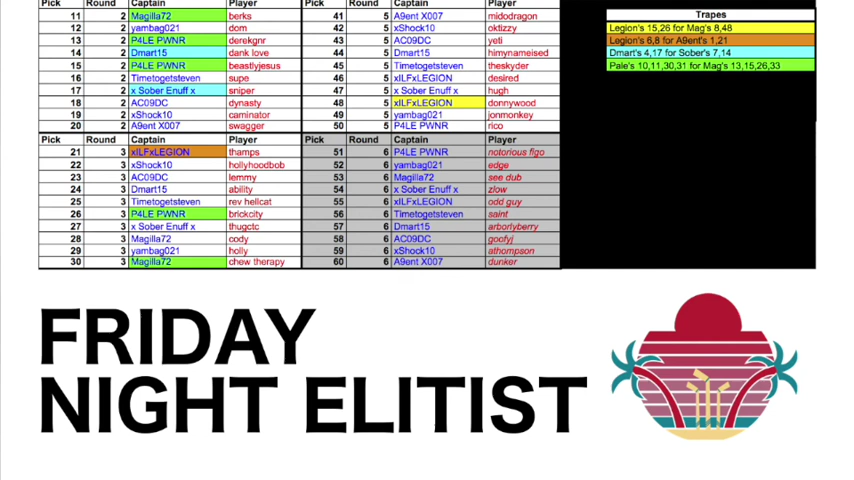 Pick Round Captain Player Pick Round Captain Player
11 2 Magilla72 berks 41 5 A9ent X007 midodragon
12 2 yambag021 dom 42 5 xShock10 oktizzy
13 2 P4LE PWNR derekgnr 43 5 AC09DC yeti
14 2 Dmart15 dank love 44 5 Dmart15 himynameised
15 2 P4LE PWNR beastlyjesus 45 5 Timetogetsteven theskyder
16 2 Timetogetsteven supe 46 5 xILFxLEGION desired
17 2 x Sober Enuff x sniper 47 5 x Sober Enuff x hugh
18 2 AC09DC dynasty 48 5 xILFxLEGION donnywood
19 2 xShock10 caminator 49 5 yambag021 jonmonkey
20 2 A9ent X007 swagger 50 5 P4LE PWNR rico
Pick Round Captain Player Pick Round Captain Player
21 3 xILFxLEGION thamps 51 6 P4LE PWNR notorious figo
22 3 xShock10 hollyhoodbob 52 6 yambag021 edge
23 3 AC09DC lemmy 53 6 Magilla72 see dub
24 3 Dmart15 ability 54 6 x Sober Enuff x zlow
25 3 Timetogetsteven rev hellcat 55 6 xILFxLEGION odd guy
26 3 P4LE PWNR brickcity 56 6 Timetogetsteven saint
27 3 x Sober Enuff x thugctc 57 6 Dmart15 arborlyberry
28 3 Magilla72 cody 58 6 AC09DC goofyj
29 3 yambag021 holly 59 6 xShock10 athompson
30 3 Magilla72 chew therapy 60 6 A9ent X007 dunker
Trapes
Legion's 15,26 for Mag's 8,48
Legion's 6,8 for A9ent's 1,21
Dmart's 4,17 for Sober's 7,14
Pale's 10,11,30,31 for Mag's 13,15,26,33
FRIDAY
NIGHT ELITIST